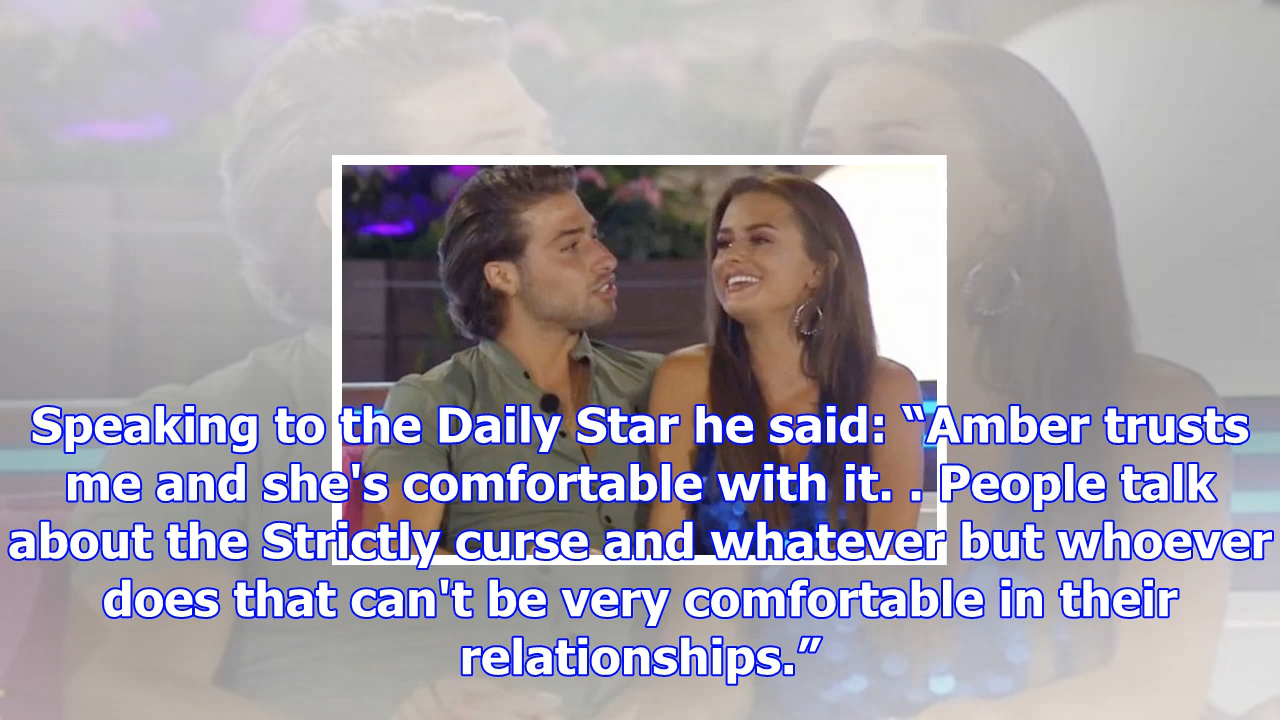 Speaking to the Daily Star he said: “Amber trusts
me and she's comfortable with it. . People talk
about the Strictly curse and whatever but whoever
does that can't be very comfortable in their
relationships.”